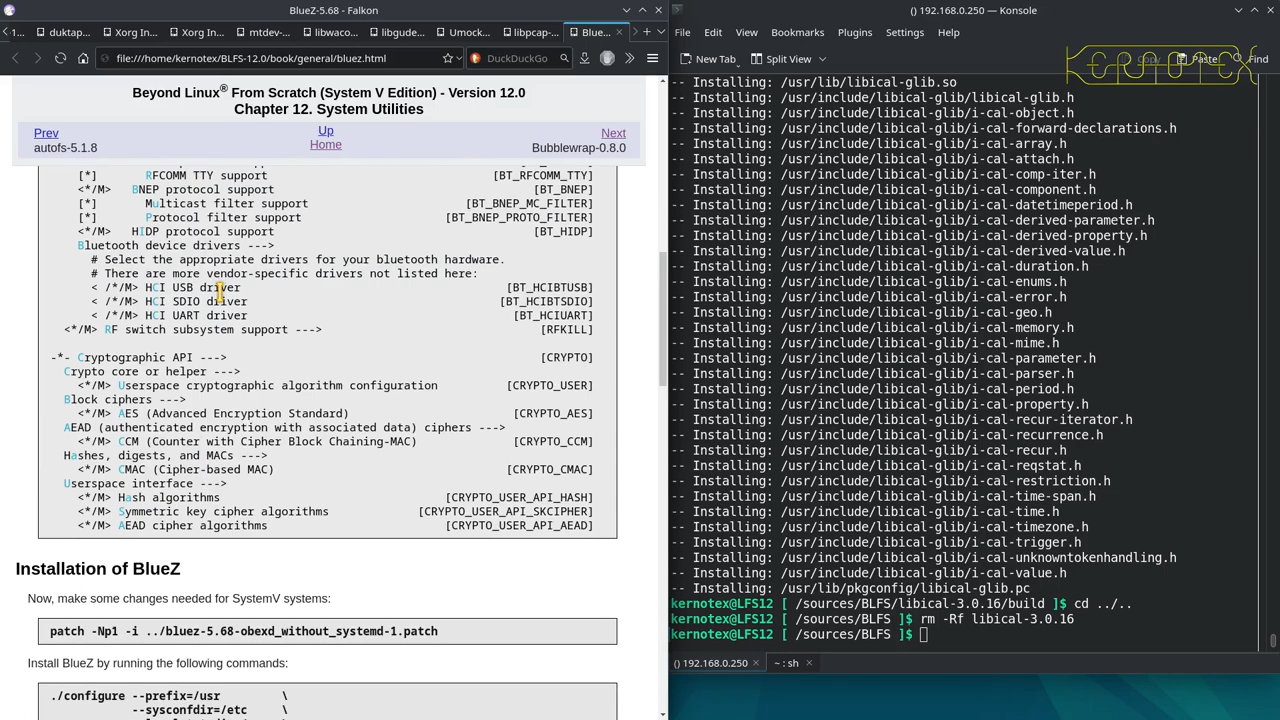 BlueZ-5.68 - Falkon
1...
duktap...
Xorg In...
Xorg In...
mtdev-...
libwaco...
libgude...
Umock...
libpcap-...
Blue...
file:///home/kernotex/BLFS-12.0/book/general/bluez.html
DuckDuckGo
Beyond Linux® From Scratch (System V Edition) - Version 12.0
Chapter 12. System Utilities
Prev Up Next
autofs-5.1.8 Home Bubblewrap-0.8.0
[*] RFCOMM TTY support [BT_RFCOMM_TTY]
<*/M> BNEP protocol support [BT_BNEP]
[*] Multicast filter support [BT_BNEP_MC_FILTER]
[*] Protocol filter support [BT_BNEP_PROTO_FILTER]
<*/M> HIDP protocol support [BT_HIDP]
Bluetooth device drivers --->
# Select the appropriate drivers for your bluetooth hardware.
# There are more vendor-specific drivers not listed here:
< /*/M> HCI USB driver [BT_HCIBTUSB]
< /*/M> HCI SDIO driver [BT_HCIBTSDIO]
< /*/M> HCI UART driver [BT_HCIUART]
<*/M> RF switch subsystem support ---> [RFKILL]
-*- Cryptographic API ---> [CRYPTO]
Crypto core or helper --->
<*/M> Userspace cryptographic algorithm configuration [CRYPTO_USER]
Block ciphers --->
<*/M> AES (Advanced Encryption Standard) [CRYPTO_AES]
AEAD (authenticated encryption with associated data) ciphers --->
<*/M> CCM (Counter with Cipher Block Chaining-MAC) [CRYPTO_CCM]
Hashes, digests, and MACs --->
<*/M> CMAC (Cipher-based MAC) [CRYPTO_CMAC]
Userspace interface --->
<*/M> Hash algorithms [CRYPTO_USER_API_HASH]
<*/M> Symmetric key cipher algorithms [CRYPTO_USER_API_SKCIPHER]
<*/M> AEAD cipher algorithms [CRYPTO_USER_API_AEAD]
Installation of BlueZ
Now, make some changes needed for SystemV systems:
patch -Np1 -i ../bluez-5.68-obexd_without_systemd-1.patch
Install BlueZ by running the following commands:
./configure --prefix=/usr \
--sysconfdir=/etc \
() 192.168.0.250 — Konsole
File Edit View Bookmarks Plugins Settings Help
New Tab Split View Copy Paste Find
KERNOTEX
-- Installing: /usr/lib/libical-glib.so
-- Installing: /usr/include/libical-glib/libical-glib.h
-- Installing: /usr/include/libical-glib/i-cal-object.h
-- Installing: /usr/include/libical-glib/i-cal-forward-declarations.h
-- Installing: /usr/include/libical-glib/i-cal-array.h
-- Installing: /usr/include/libical-glib/i-cal-attach.h
-- Installing: /usr/include/libical-glib/i-cal-comp-iter.h
-- Installing: /usr/include/libical-glib/i-cal-component.h
-- Installing: /usr/include/libical-glib/i-cal-datetimeperiod.h
-- Installing: /usr/include/libical-glib/i-cal-derived-parameter.h
-- Installing: /usr/include/libical-glib/i-cal-derived-property.h
-- Installing: /usr/include/libical-glib/i-cal-derived-value.h
-- Installing: /usr/include/libical-glib/i-cal-duration.h
-- Installing: /usr/include/libical-glib/i-cal-enums.h
-- Installing: /usr/include/libical-glib/i-cal-error.h
-- Installing: /usr/include/libical-glib/i-cal-geo.h
-- Installing: /usr/include/libical-glib/i-cal-memory.h
-- Installing: /usr/include/libical-glib/i-cal-mime.h
-- Installing: /usr/include/libical-glib/i-cal-parameter.h
-- Installing: /usr/include/libical-glib/i-cal-parser.h
-- Installing: /usr/include/libical-glib/i-cal-period.h
-- Installing: /usr/include/libical-glib/i-cal-property.h
-- Installing: /usr/include/libical-glib/i-cal-recur-iterator.h
-- Installing: /usr/include/libical-glib/i-cal-recurrence.h
-- Installing: /usr/include/libical-glib/i-cal-recur.h
-- Installing: /usr/include/libical-glib/i-cal-reqstat.h
-- Installing: /usr/include/libical-glib/i-cal-restriction.h
-- Installing: /usr/include/libical-glib/i-cal-time-span.h
-- Installing: /usr/include/libical-glib/i-cal-time.h
-- Installing: /usr/include/libical-glib/i-cal-timezone.h
-- Installing: /usr/include/libical-glib/i-cal-trigger.h
-- Installing: /usr/include/libical-glib/i-cal-unknowntokenhandling.h
-- Installing: /usr/include/libical-glib/i-cal-value.h
-- Installing: /usr/lib/pkgconfig/libical-glib.pc
kernotex@LFS12 [ /sources/BLFS/libical-3.0.16/build ]$ cd ../..
kernotex@LFS12 [ /sources/BLFS ]$ rm -Rf libical-3.0.16
kernotex@LFS12 [ /sources/BLFS ]$
() 192.168.0.250
~ : sh